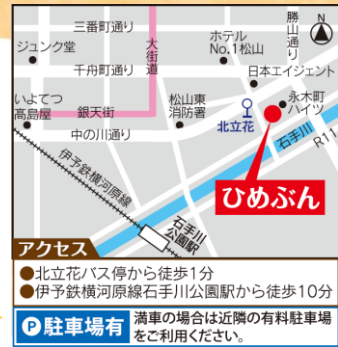 三番町通り
ジュンク堂
大街道
ホテル
No.1松山
勝山通り
N
千舟町通り
日本エイジェント
いよてつ
髙島屋
銀天街
松山東
消防署
北立花
永木町
ハイツ
中の川通り
石手川
R11
伊予鉄横河原線
ひめぶん
石手川
公園駅
アクセス
●北立花バス停から徒歩1分
●伊予鉄横河原線石手川公園駅から徒歩10分
P駐車場有
満車の場合は近隣の有料駐車場
をご利用ください。